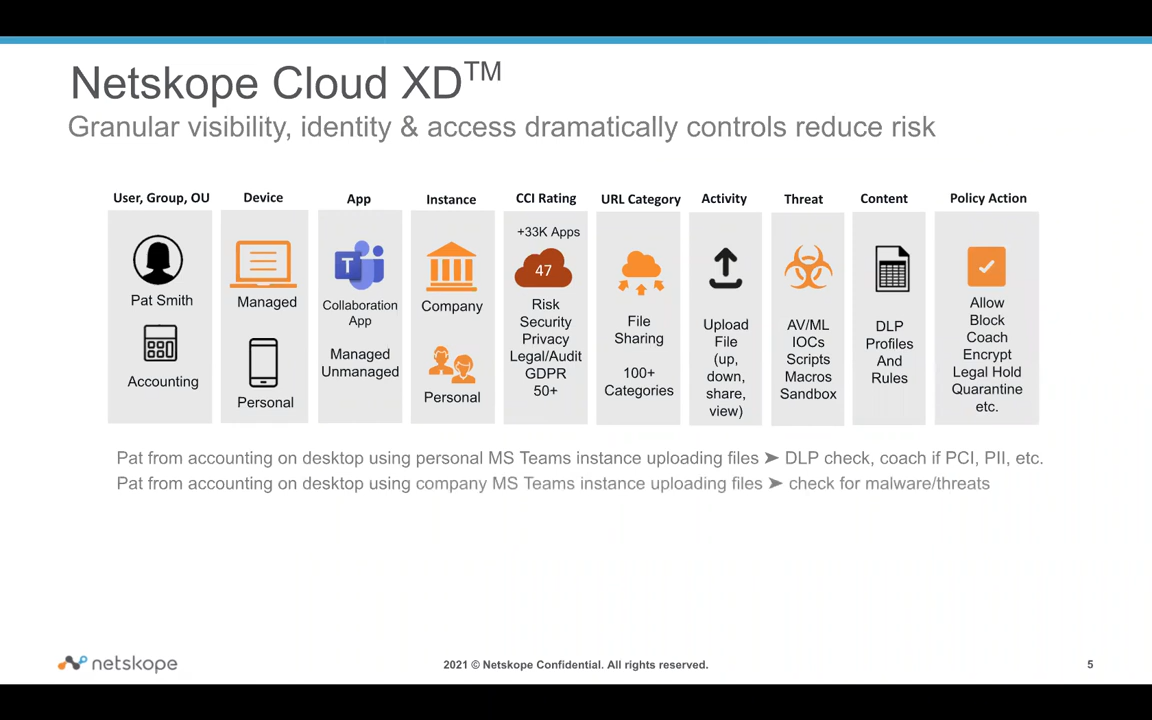 Netskope Cloud XD™
Granular visibility, identity & access dramatically controls reduce risk
User, Group, OU
Pat Smith
Accounting
Device
Managed
Personal
App
T
Collaboration
App
Managed
Unmanaged
Instance
Company
Personal
CCI Rating
+33K Apps
47
Risk
Security
Privacy
Legal/Audit
GDPR
50+
URL Category
File
Sharing
100+
Categories
Activity
Upload
File
(up,
down,
share,
view)
Threat
AV/ML
IOCs
Scripts
Macros
Sandbox
Content
DLP
Profiles
And
Rules
Policy Action
Allow
Block
Coach
Encrypt
Legal Hold
Quarantine
etc.
Pat from accounting on desktop using personal MS Teams instance uploading files ➤ DLP check, coach if PCI, PII, etc.
Pat from accounting on desktop using company MS Teams instance uploading files ➤ check for malware/threats
netskope
2021 © Netskope Confidential. All rights reserved.
5